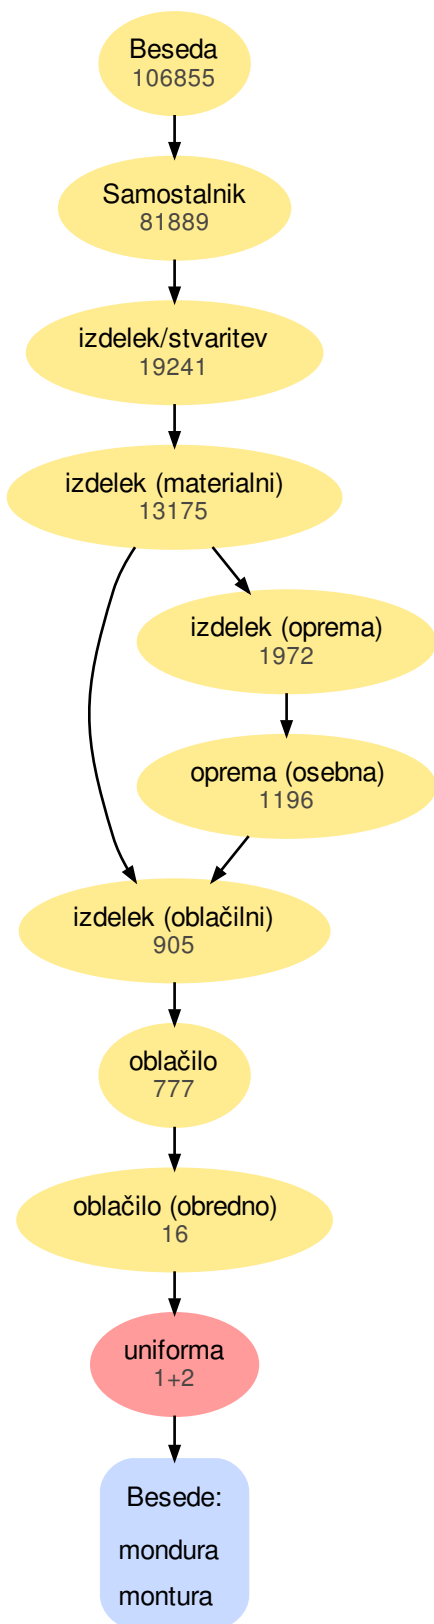 Beseda
106855
Samostalnik
81889
izdelek/stvaritev
19241
izdelek (materialni)
13175
izdelek (oprema)
1972
oprema (osebna)
1196
izdelek (oblačilni)
905
oblačilo
777
oblačilo (obredno)
16
uniforma
1+2
Besede:
mondura
montura